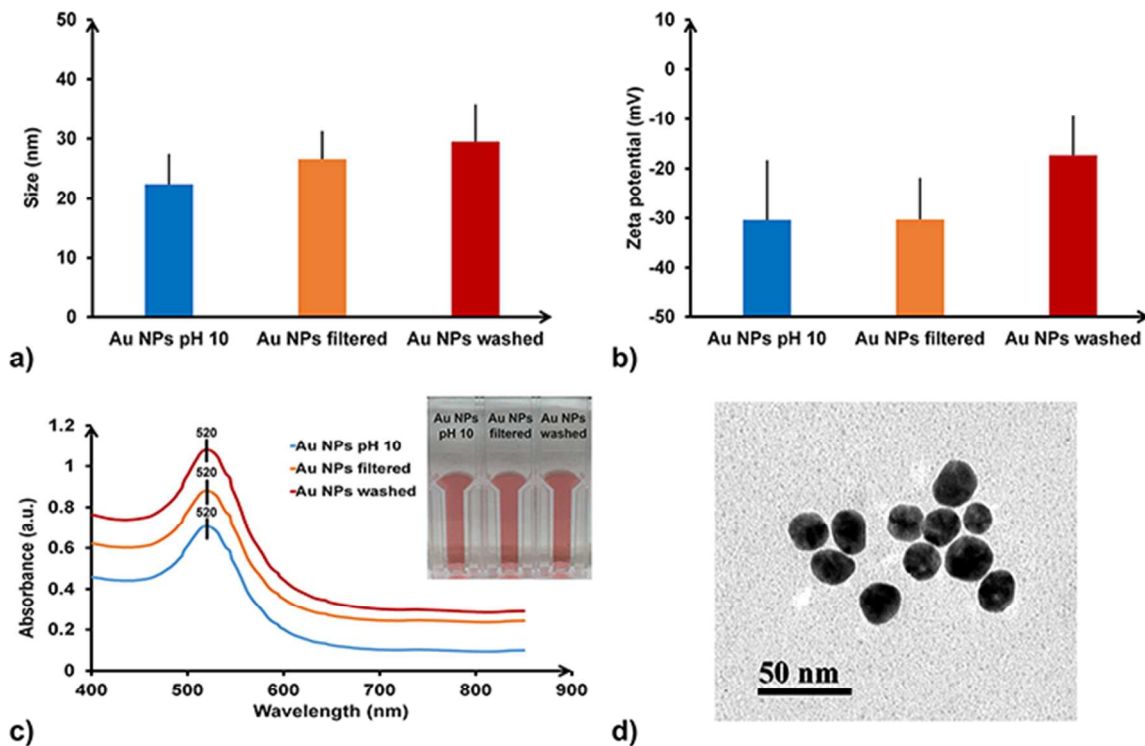 50
40
30
20
10
0
Size (nm)
Au NPs pH 10 Au NPs filtered Au NPs washed
a)
10
0
-10
-20
-30
-40
-50
Zeta potential (mV)
Au NPs pH 10 Au NPs filtered Au NPs washed
b)
1.2
1
0.8
0.6
0.4
0.2
0
Absorbance (a.u.)
520
520
520
Au NPs pH 10
Au NPs filtered
Au NPs washed
Au NPs Au NPs Au NPs
pH 10 filtered washed
400 500 600 700 800 900
Wavelength (nm)
c)
50 nm
d)